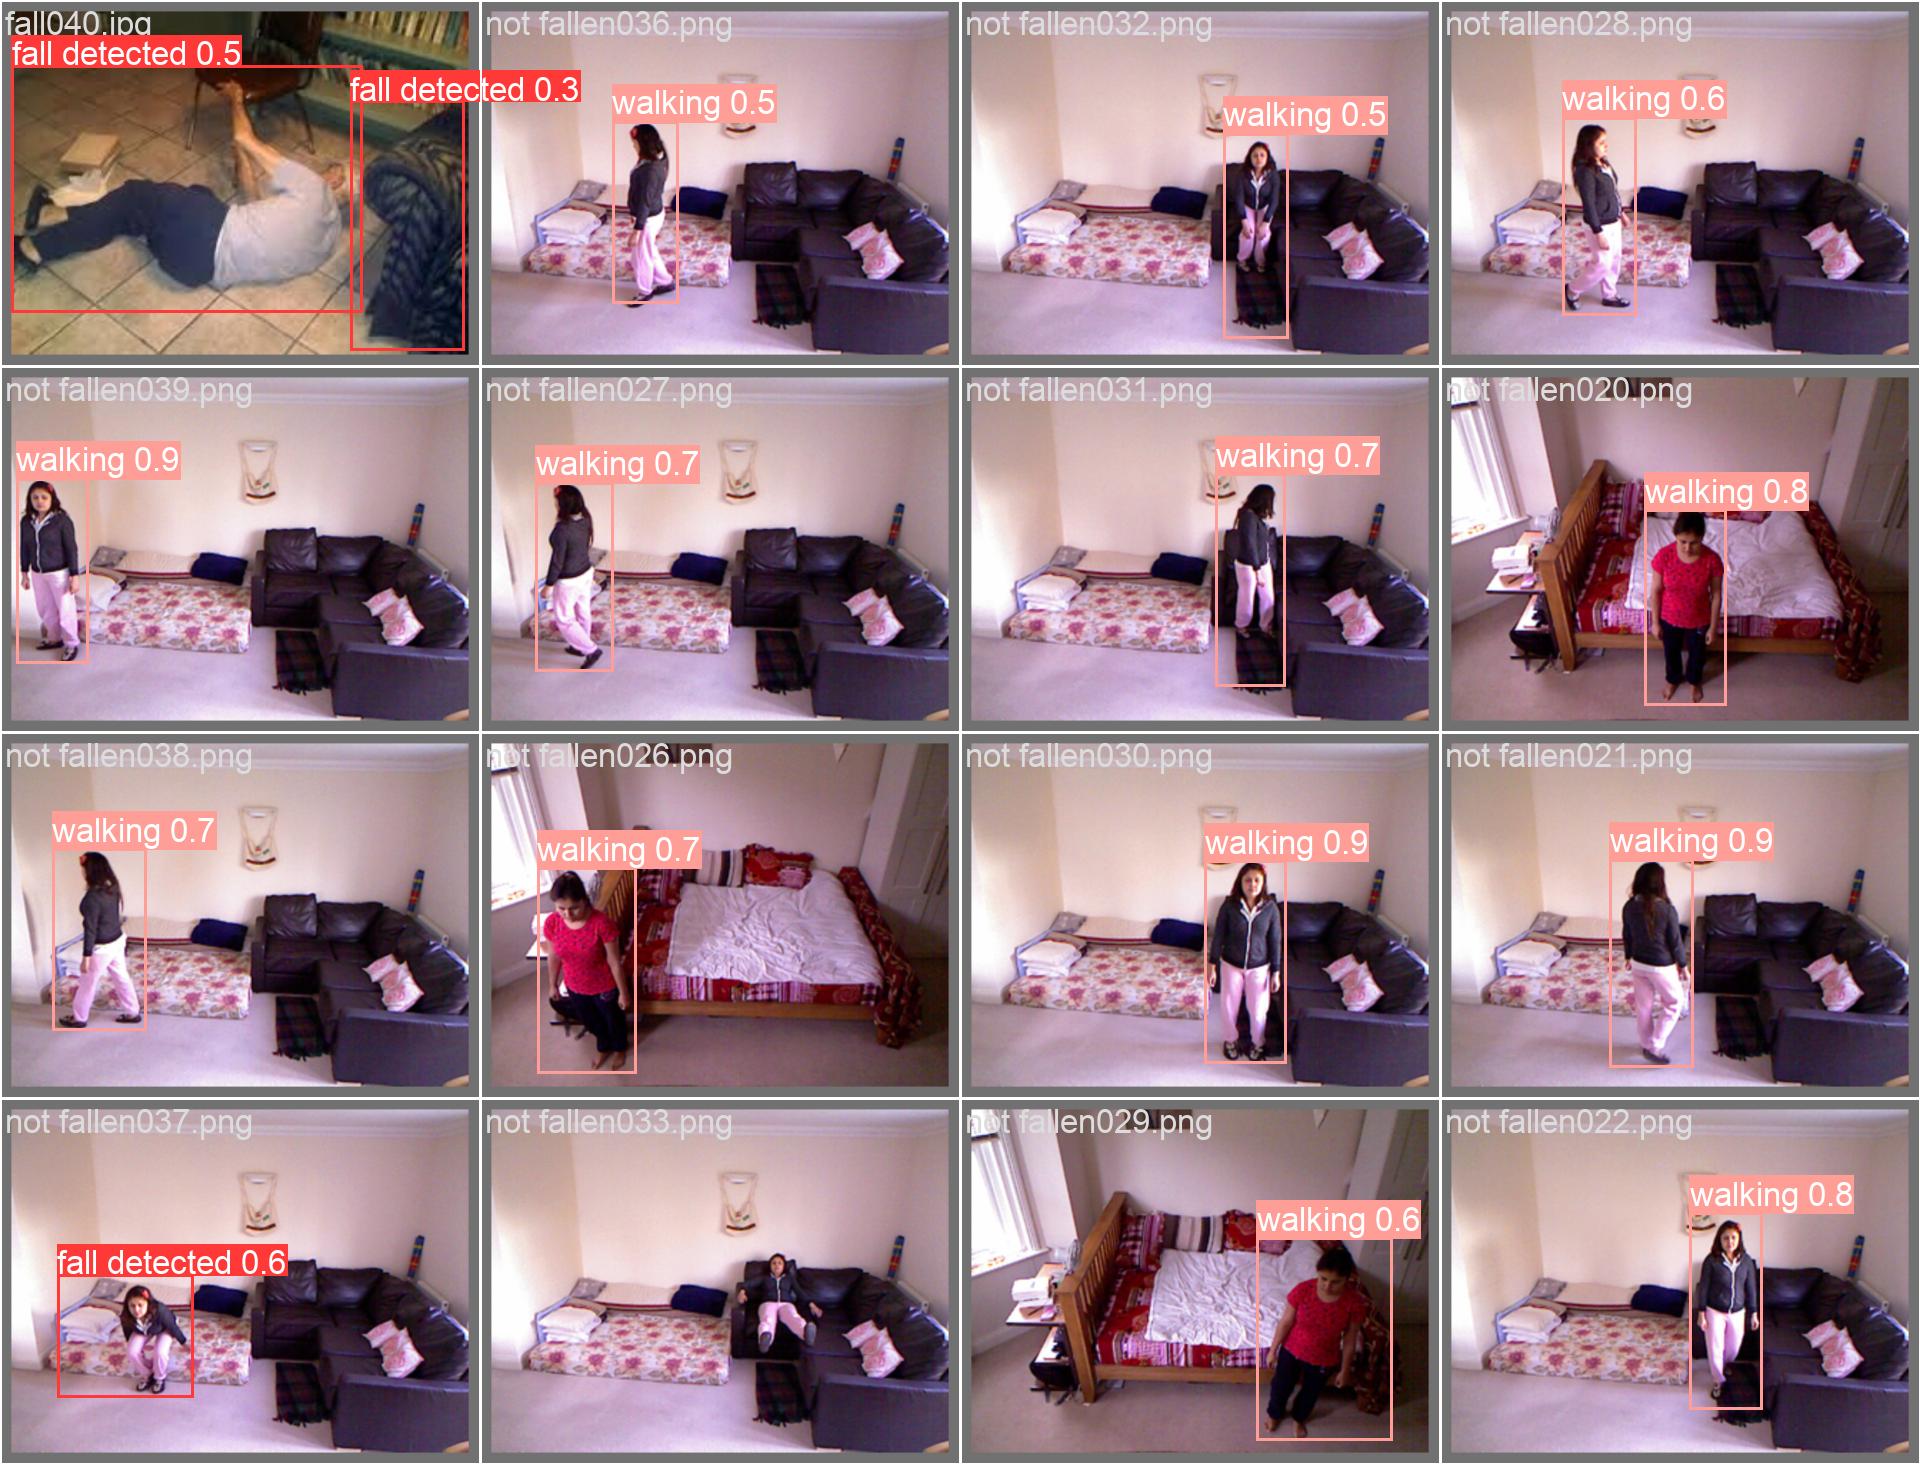 fall040.jpg
fall detected 0.5
fall detected 0.3
not fallen036.png
walking 0.5
not fallen032.png
walking 0.5
not fallen028.png
walking 0.6
not fallen039.png
walking 0.9
not fallen027.png
walking 0.7
not fallen031.png
walking 0.7
not fallen020.png
walking 0.8
not fallen038.png
walking 0.7
not fallen026.png
walking 0.7
not fallen030.png
walking 0.9
not fallen021.png
walking 0.9
not fallen037.png
fall detected 0.6
not fallen033.png
not fallen029.png
walking 0.6
not fallen022.png
walking 0.8